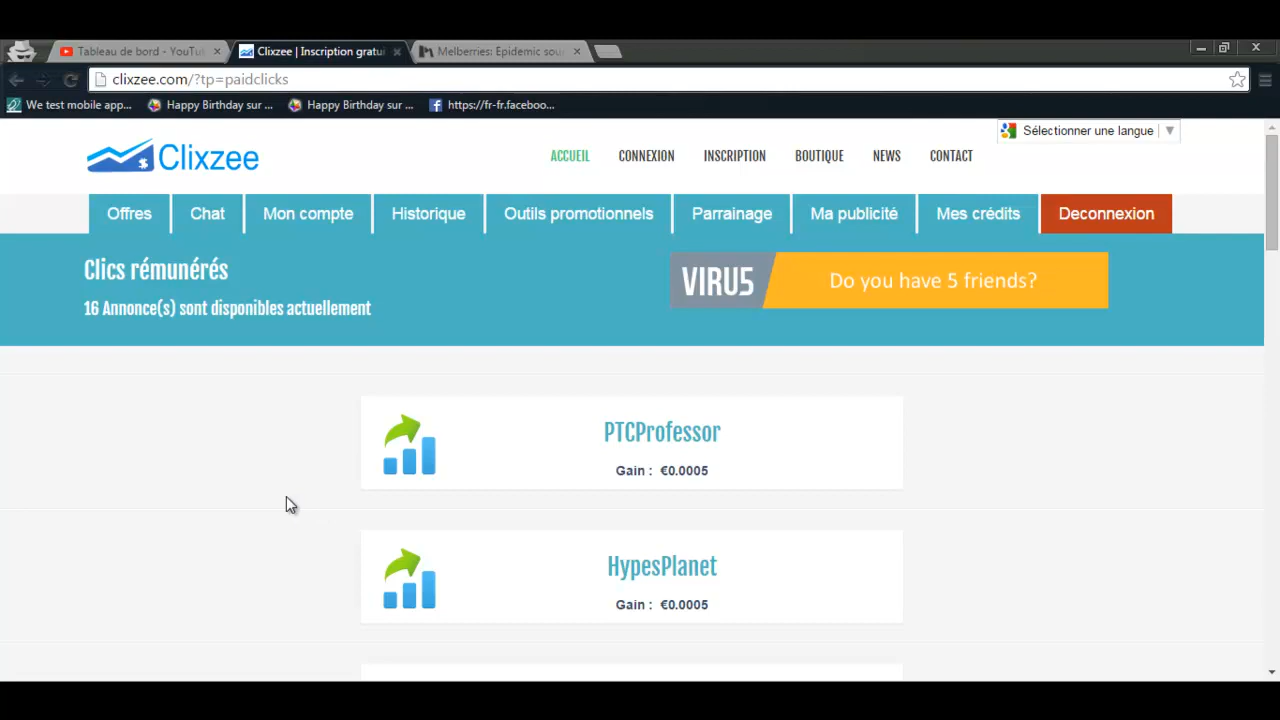 Tableau de bord - YouTu
Clixzee | Inscription gratui
Melberries: Epidemic sou
clixzee.com/?tp=paidclicks
We test mobile app...
Happy Birthday sur ...
Happy Birthday sur ...
https://fr-fr.faceboo...
Sélectionner une langue
Clixzee
ACCUEIL
CONNEXION
INSCRIPTION
BOUTIQUE
NEWS
CONTACT
Offres
Chat
Mon compte
Historique
Outils promotionnels
Parrainage
Ma publicité
Mes crédits
Deconnexion
Clics rémunérés
16 Annonce(s) sont disponibles actuellement
VIRU5
Do you have 5 friends?
PTCProfessor
Gain : €0.0005
HypesPlanet
Gain : €0.0005